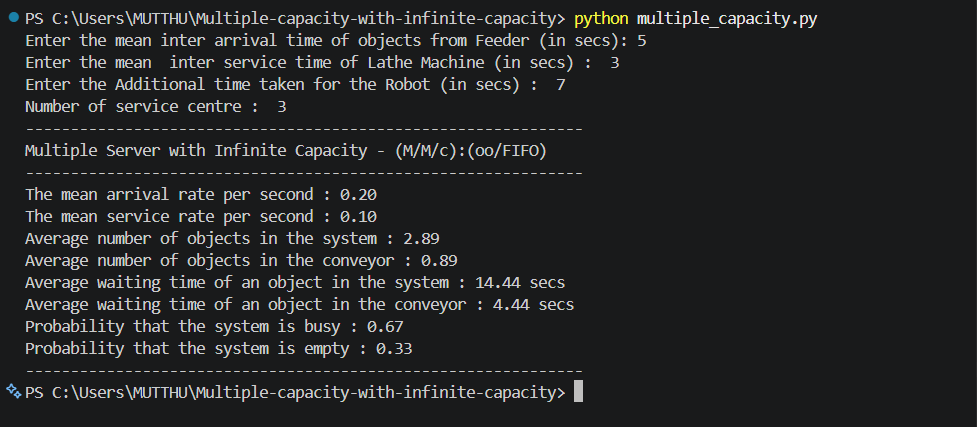 PS C:\Users\MUTTHU\Multiple-capacity-with-infinite-capacity> python multiple_capacity.py
Enter the mean inter arrival time of objects from Feeder (in secs): 5
Enter the mean  inter service time of Lathe Machine (in secs) :  3
Enter the Additional time taken for the Robot (in secs) :  7
Number of service centre :  3
--------------------------------------------------------------
Multiple Server with Infinite Capacity - (M/M/c):(oo/FIFO)
--------------------------------------------------------------
The mean arrival rate per second : 0.20
The mean service rate per second : 0.10
Average number of objects in the system : 2.89
Average number of objects in the conveyor : 0.89
Average waiting time of an object in the system : 14.44 secs
Average waiting time of an object in the conveyor : 4.44 secs
Probability that the system is busy : 0.67
Probability that the system is empty : 0.33
--------------------------------------------------------------
PS C:\Users\MUTTHU\Multiple-capacity-with-infinite-capacity>